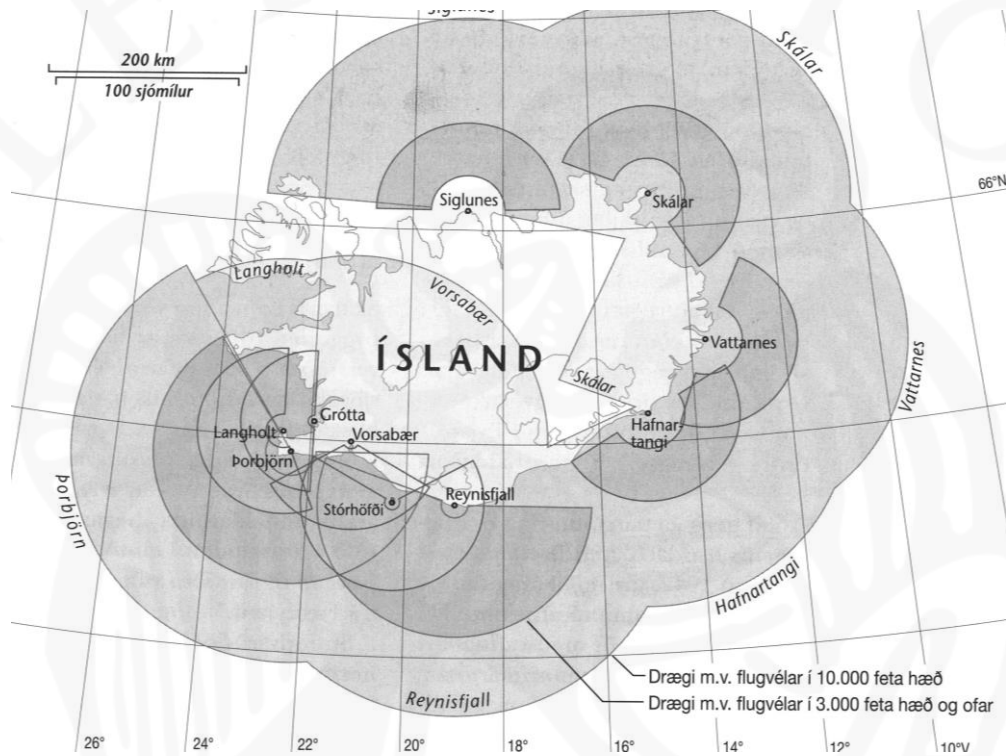 Siglunes
Skálar
200 km
100 sjómílur
66°N
Siglunes
Skálar
Langholt
Vorsabær
ÍSLAND
Vattarnes
Skálar
Vattarnes
Grótta
Langholt
Vorsabær
Hafnar-
tangi
Þorbjörn
Þorbjörn
Stórhöfði
Reynisfjall
Hafnartangi
Reynisfjall
Drægi m.v. flugvélar í 10.000 feta hæð
Drægi m.v. flugvélar í 3.000 feta hæð og ofar
26°
24°
22°
20°
18°
16°
14°
12°
10°V